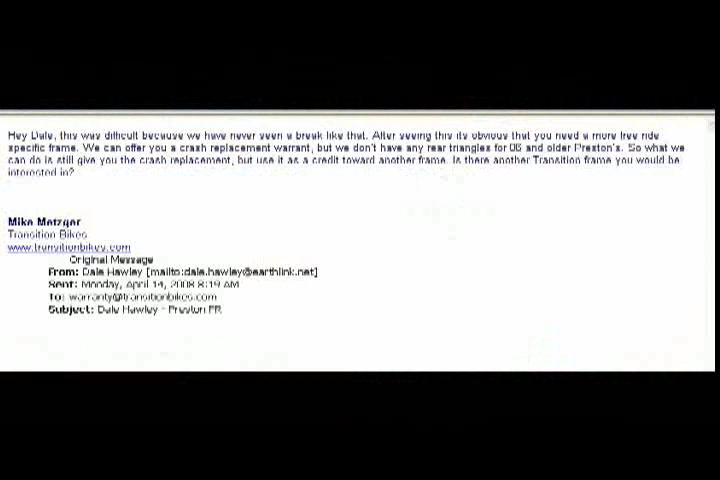 Hey Dale, this was difficult because we have never seen a break like that. After seeing this its obvious that you need a more free ride
specific frame. We can offer you a crash replacement warrant, but we don't have any rear triangles for 06 and older Preston's. So what we
can do is still give you the crash replacement, but use it as a credit toward another frame. Is there another Transition frame you would be
interested in?
Mike Metzger
Transition Bikes
www.transitionbikes.com
Original Message
From: Dale Hawley [mailto:dale.hawley@earthlink.net]
Sent: Monday, April 14, 2008 8:19 AM
To: warranty@transitionbikes.com
Subject: Dale Hawley - Preston FR